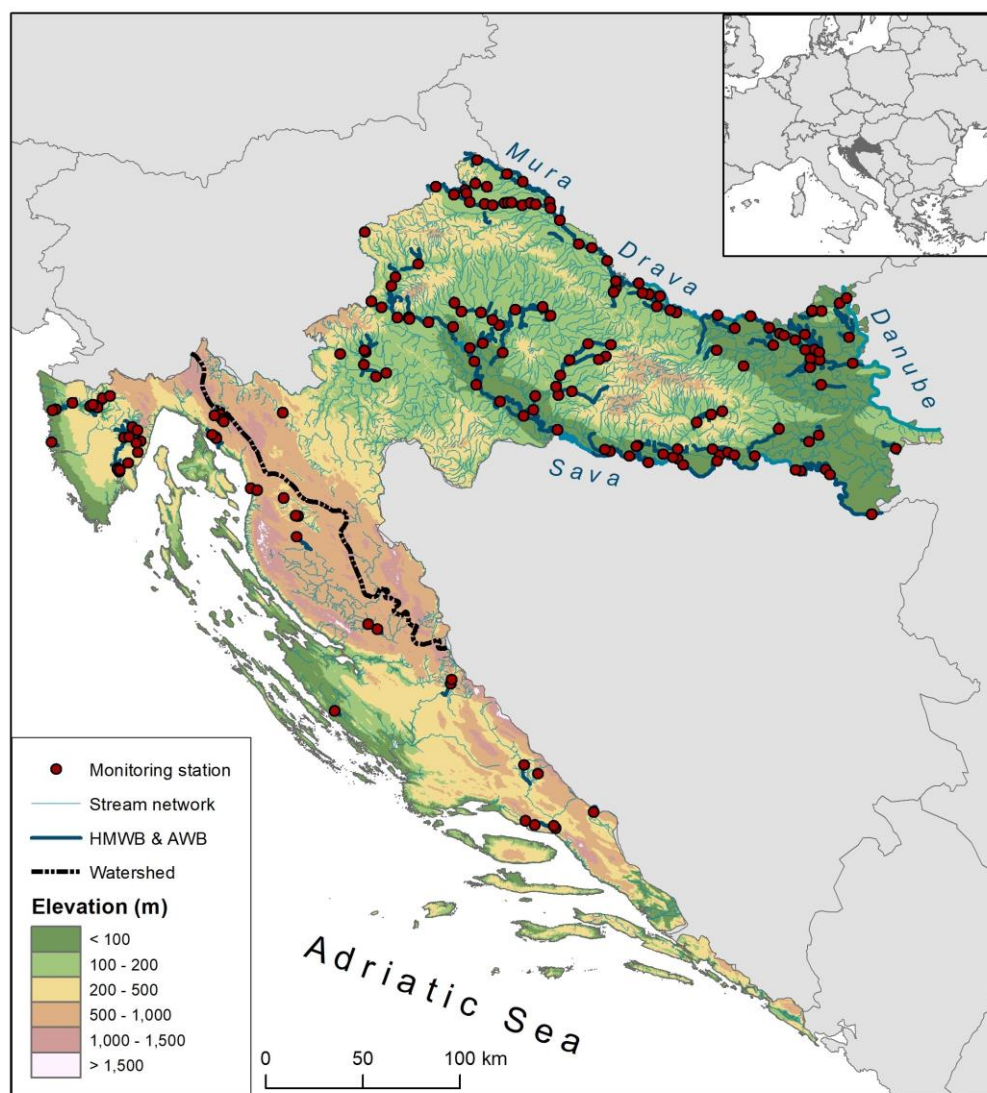 Mura
Drava
Danube
Sava
Monitoring station
Stream network
HMWB & AWB
Watershed
Elevation (m)
< 100
100 - 200
200 - 500
500 - 1,000
1,000 - 1,500
> 1,500
Adriatic Sea
0 50 100 km